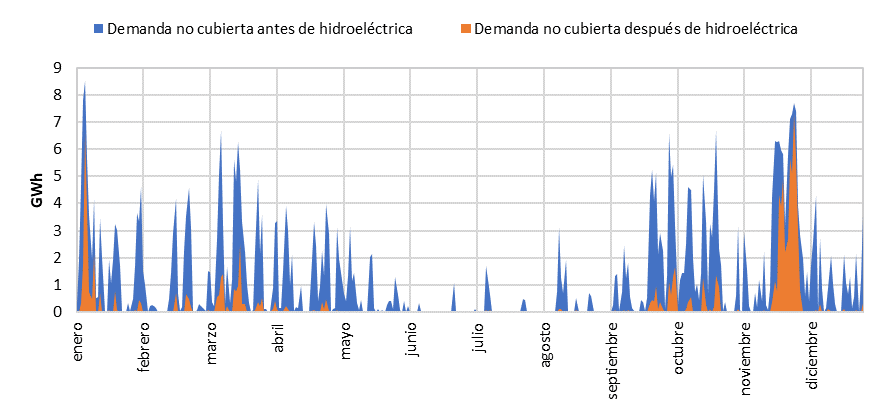 Demanda no cubierta antes de hidroeléctrica
Demanda no cubierta después de hidroeléctrica
9
8
7
6
5
4
3
2
1
0
GWh
enero
febrero
marzo
abril
mayo
junio
julio
agosto
septiembre
octubre
noviembre
diciembre